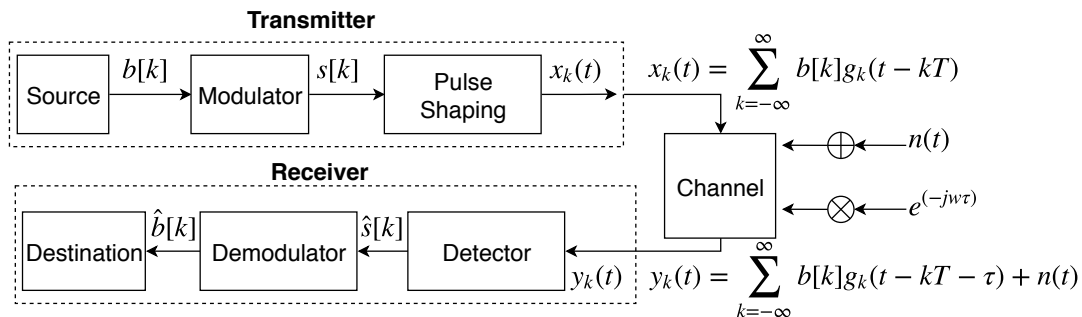 Transmitter
b[k]
s[k]
x_k(t)
Source
Modulator
Pulse
Shaping
x_k(t) = ∑_{k=-∞}^{∞} b[k]g_k(t − kT)
n(t)
Channel
e^{(-jwτ)}
Receiver
b̂[k]
ŝ[k]
Destination
Demodulator
Detector
y_k(t)
y_k(t) = ∑_{k=-∞}^{∞} b[k]g_k(t − kT − τ) + n(t)